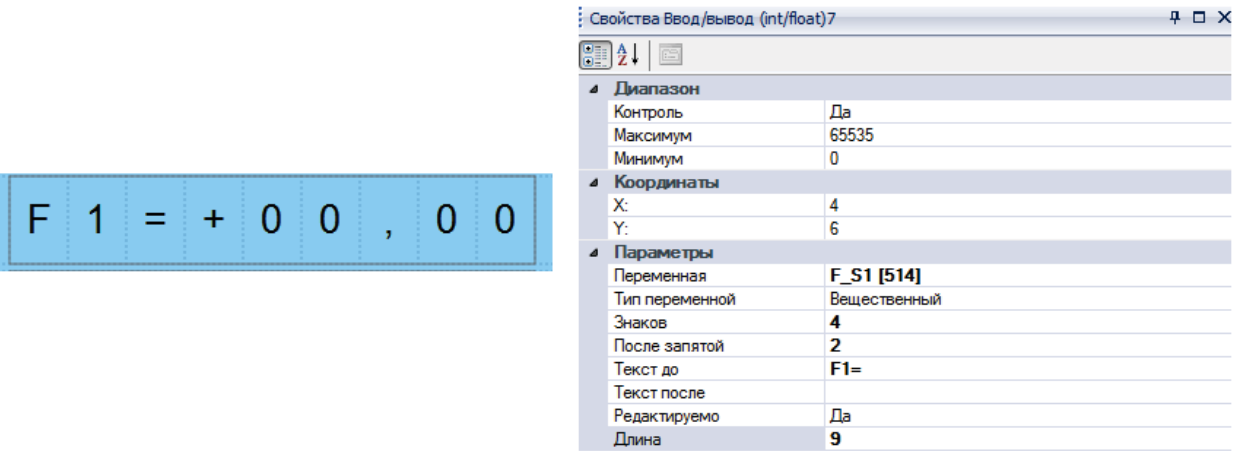 F1=+00,00
Свойства Ввод/вывод (int/float)7
Диапазон
Контроль Да
Максимум 65535
Минимум 0
Координаты
X: 4
Y: 6
Параметры
Переменная F_S1 [514]
Тип переменной Вещественный
Знаков 4
После запятой 2
Текст до F1=
Текст после
Редактируемо Да
Длина 9